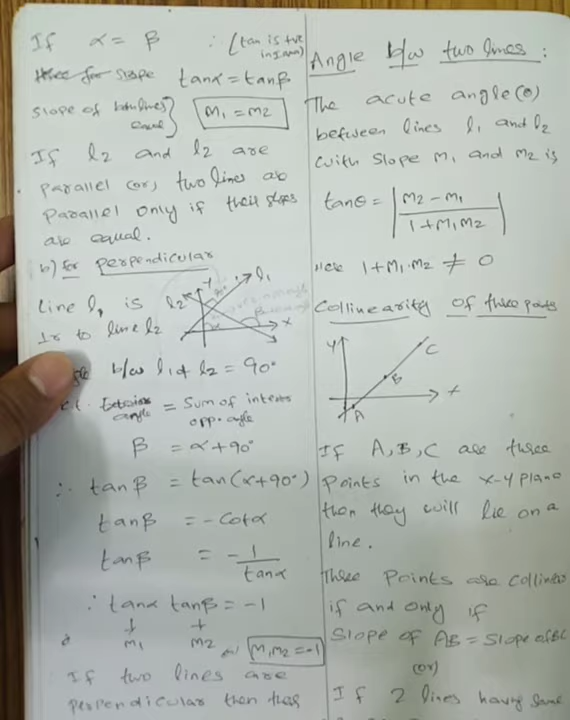 If α = β ∴ (tan is +ve
in I quad)
slope tanα = tanβ
slope of both lines
equal} m1 = m2
If l2 and l2 are
parallel (or) two lines are
parallel only if their slopes
are equal.
b) For perpendicular
Line l1 is
⊥r to line l2
l2 Y l1
α X
b/w l1 & l2 = 90°
Exterior angle = Sum of interior
opp. angle
β = α + 90°
∴ tanβ = tan(α+90°)
tanβ = -cotα
tanβ = -1/tanα
∴ tanα tanβ = -1
↓ ↓
m1 m2 m1m2 = -1
If two lines are
perpendicular then their
Angle b/w two lines :
The acute angle (θ)
between lines l1 and l2
with slope m1 and m2 is
tanθ = |m2 - m1 / 1 + m1m2|
Here 1 + m1.m2 ≠ 0
Collinearity of three points
Y C
B
A X
If A, B, C are three
points in the x-y plane
then they will lie on a
line.
Three points are collinear
if and only if
slope of AB = slope of BC
(or)
If 2 lines having same